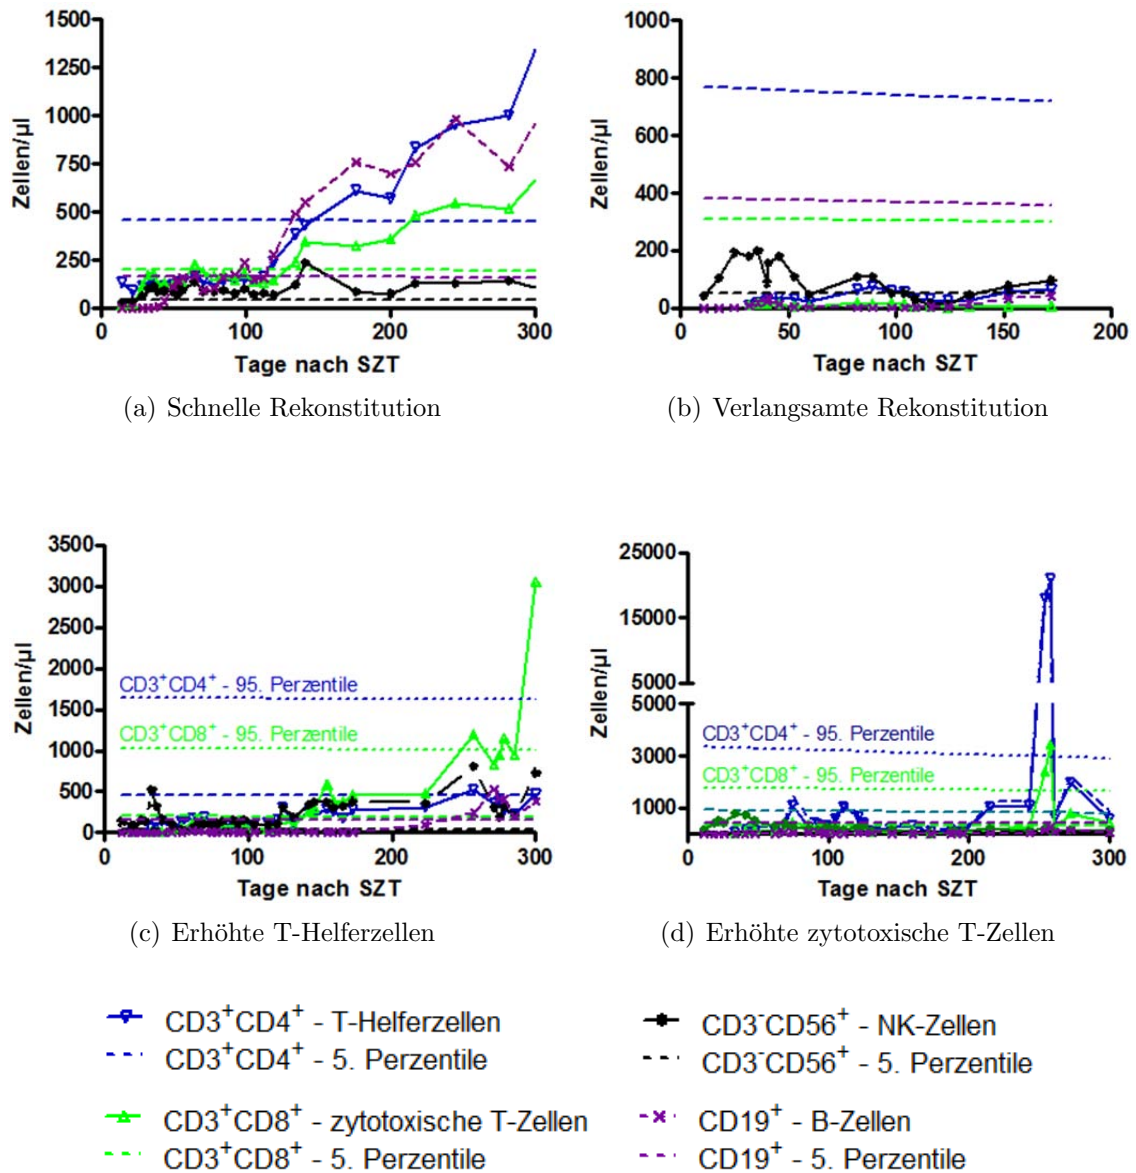 1500
1250
1000
750
500
250
0
Zellen/µl
0
100
200
300
Tage nach SZT
(a) Schnelle Rekonstitution
1000
800
600
400
200
0
Zellen/µl
0
50
100
150
200
Tage nach SZT
(b) Verlangsamte Rekonstitution
3500
3000
2500
2000
1500
1000
500
0
Zellen/µl
CD3⁺CD4⁺ - 95. Perzentile
CD3⁺CD8⁺ - 95. Perzentile
0
100
200
300
Tage nach SZT
(c) Erhöhte T-Helferzellen
25000
15000
5000
5000
3000
1000
Zellen/µl
CD3⁺CD4⁺ - 95. Perzentile
CD3⁺CD8⁺ - 95. Perzentile
0
100
200
300
Tage nach SZT
(d) Erhöhte zytotoxische T-Zellen
CD3⁺CD4⁺ - T-Helferzellen
CD3⁺CD4⁺ - 5. Perzentile
CD3⁺CD8⁺ - zytotoxische T-Zellen
CD3⁺CD8⁺ - 5. Perzentile
CD3⁻CD56⁺ - NK-Zellen
CD3⁻CD56⁺ - 5. Perzentile
CD19⁺ - B-Zellen
CD19⁺ - 5. Perzentile